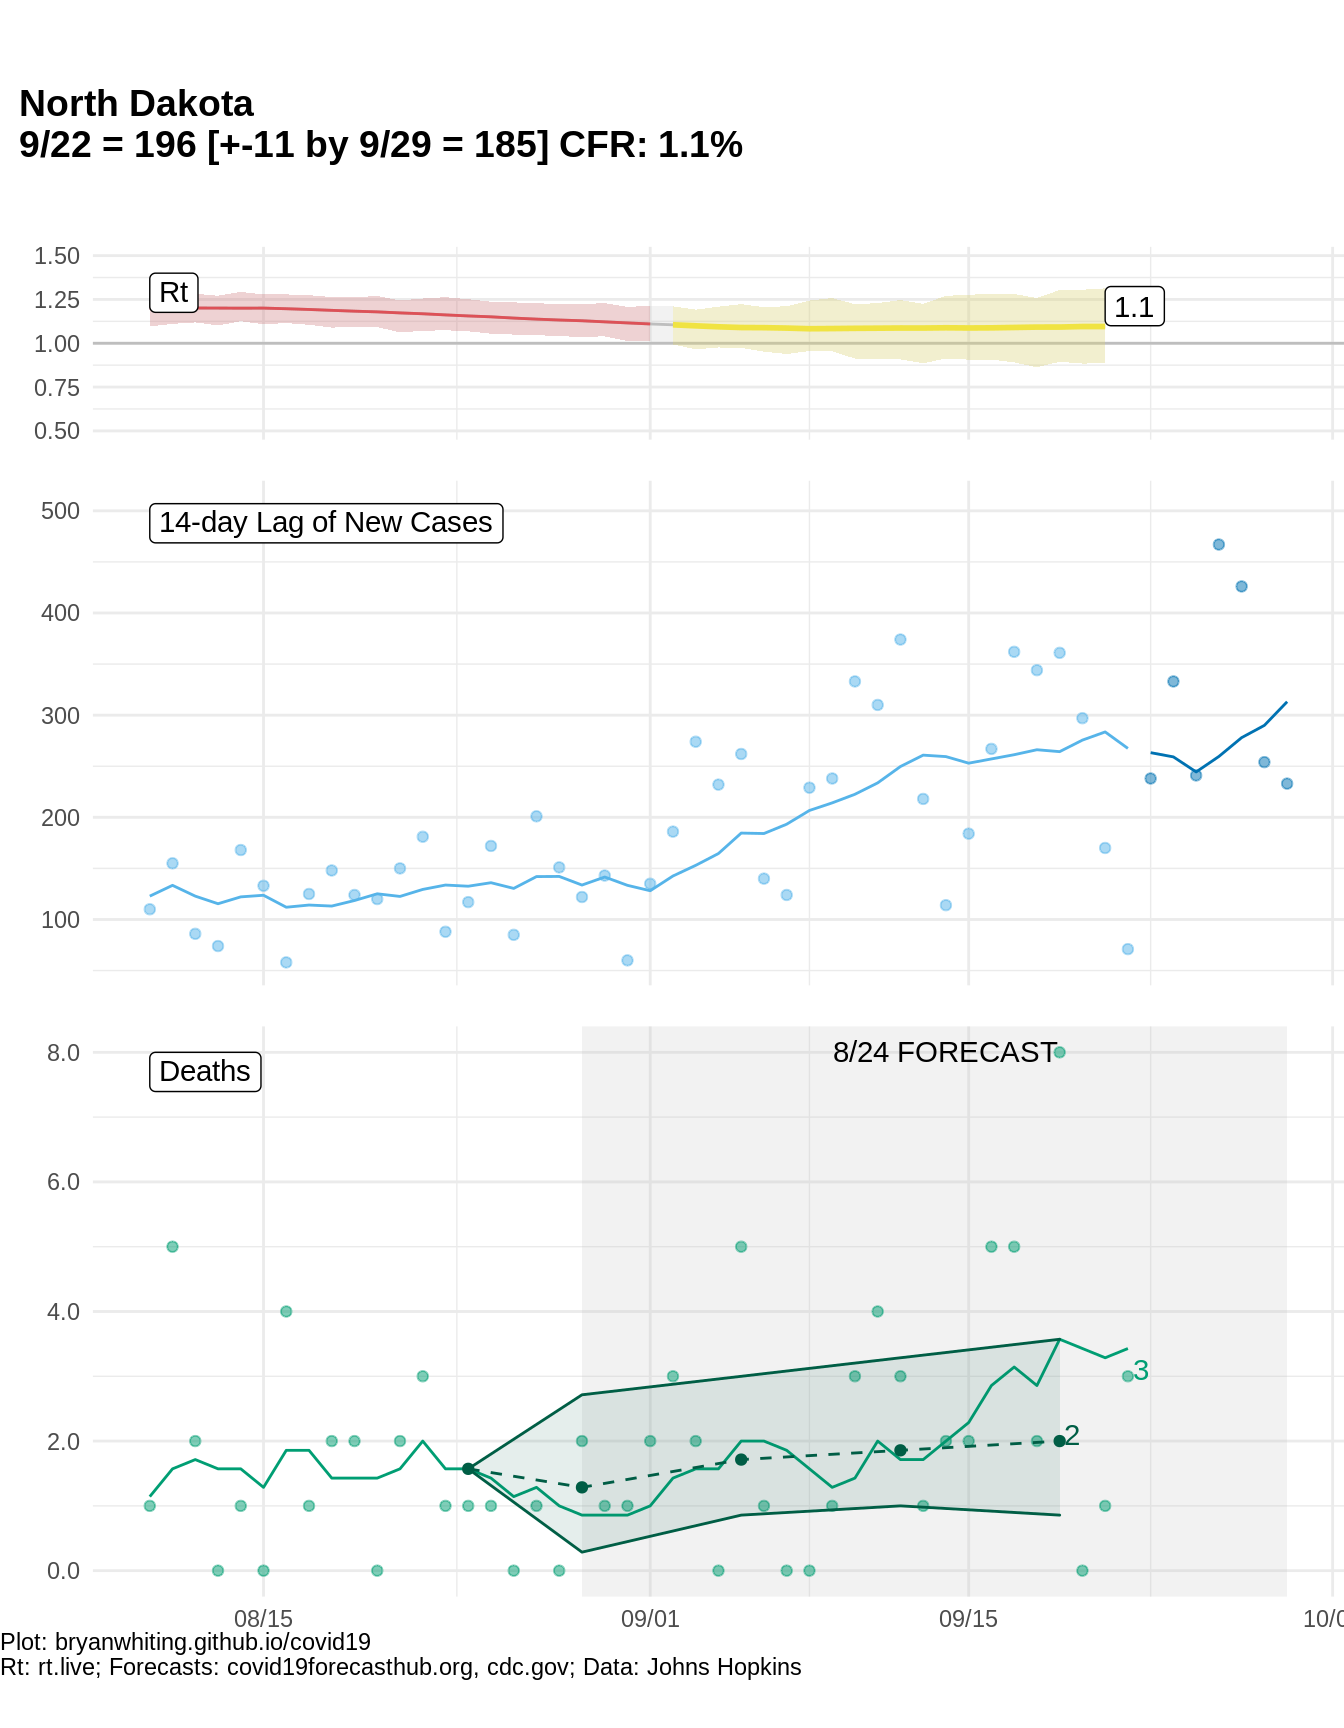 North Dakota
9/22 = 196 [+-11 by 9/29 = 185] CFR: 1.1%
1.50
1.25
1.00
0.75
0.50
Rt
1.1
500
400
300
200
100
14-day Lag of New Cases
8.0
6.0
4.0
2.0
0.0
Deaths
8/24 FORECAST
3
2
08/15
09/01
09/15
10/0
Plot: bryanwhiting.github.io/covid19
Rt: rt.live; Forecasts: covid19forecasthub.org, cdc.gov; Data: Johns Hopkins